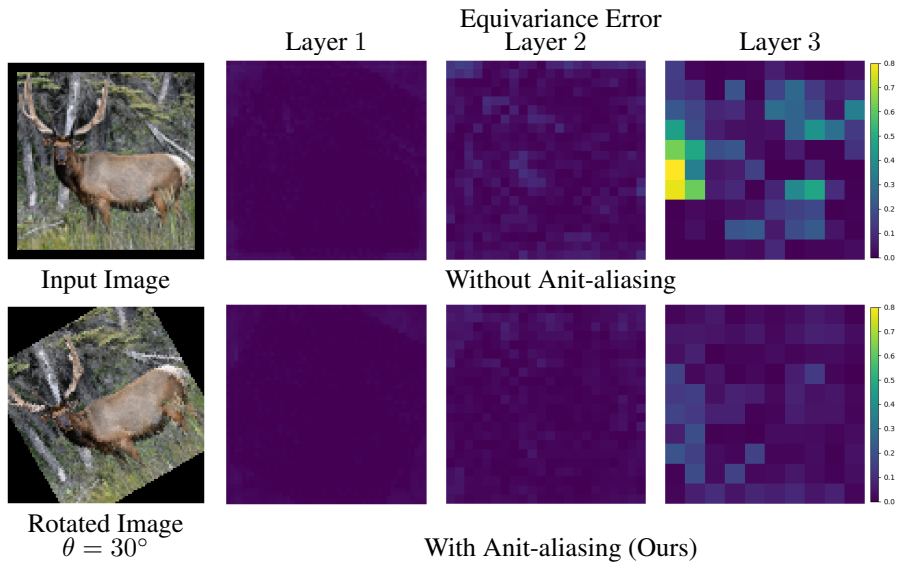 Equivariance Error
Layer 1
Layer 2
Layer 3
0.8
0.7
0.6
0.5
0.4
0.3
0.2
0.1
0.0
Input Image
Without Anit-aliasing
0.8
0.7
0.6
0.5
0.4
0.3
0.2
0.1
0.0
Rotated Image
θ = 30°
With Anit-aliasing (Ours)